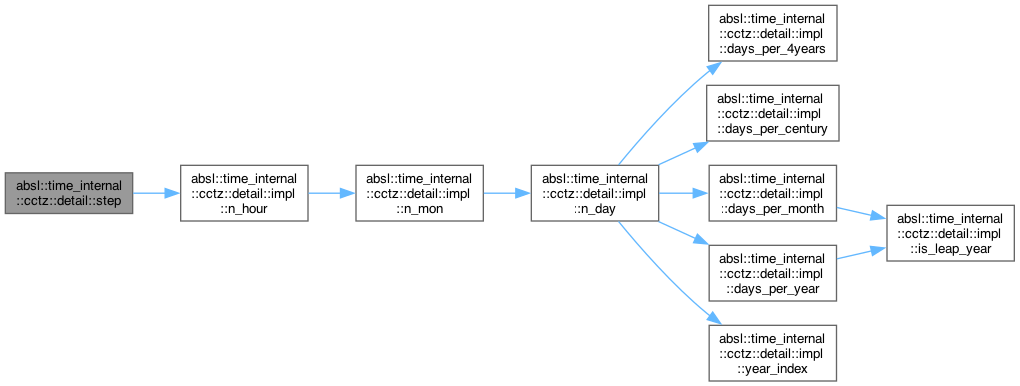 absl::time_internal
::cctz::detail::step
absl::time_internal
::cctz::detail::impl
::n_hour
absl::time_internal
::cctz::detail::impl
::n_mon
absl::time_internal
::cctz::detail::impl
::n_day
absl::time_internal
::cctz::detail::impl
::days_per_4years
absl::time_internal
::cctz::detail::impl
::days_per_century
absl::time_internal
::cctz::detail::impl
::days_per_month
absl::time_internal
::cctz::detail::impl
::days_per_year
absl::time_internal
::cctz::detail::impl
::year_index
absl::time_internal
::cctz::detail::impl
::is_leap_year